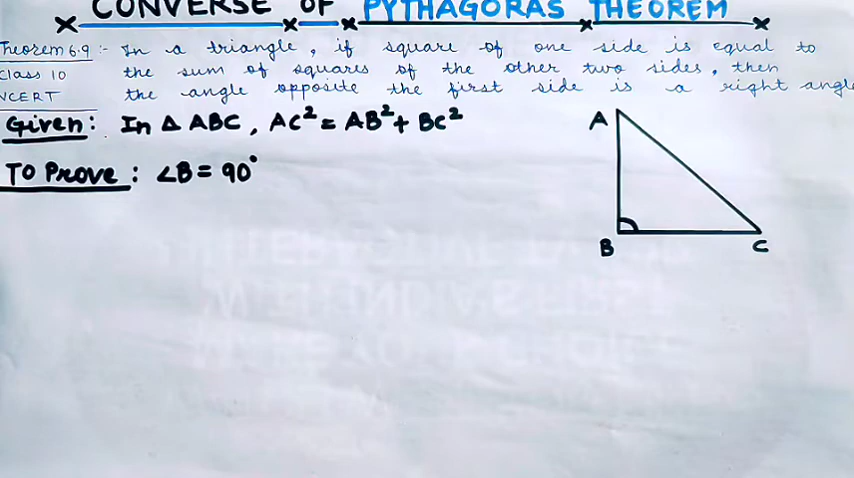 CONVERSE OF PYTHAGORAS THEOREM
Theorem 6.9 :- In a triangle, if square of one side is equal to
Class 10 the sum of squares of the other two sides, then
NCERT the angle opposite the first side is a right angle
Given : In Δ ABC, AC² = AB² + BC²
To Prove : ∠B = 90°
A
B C